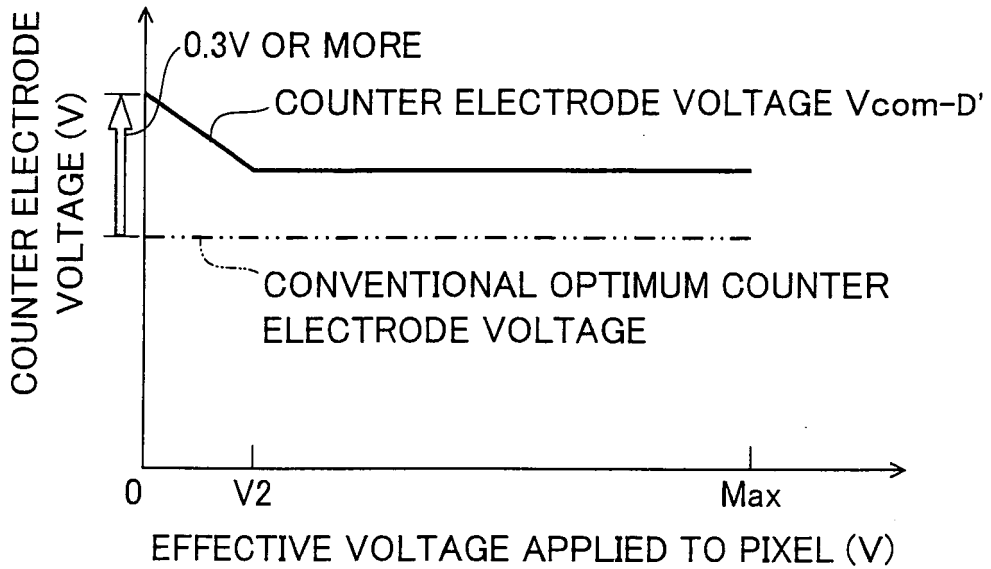 COUNTER ELECTRODE
VOLTAGE (V)
0.3V OR MORE
COUNTER ELECTRODE VOLTAGE Vcom-D'
CONVENTIONAL OPTIMUM COUNTER
ELECTRODE VOLTAGE
0 V2 Max
EFFECTIVE VOLTAGE APPLIED TO PIXEL (V)